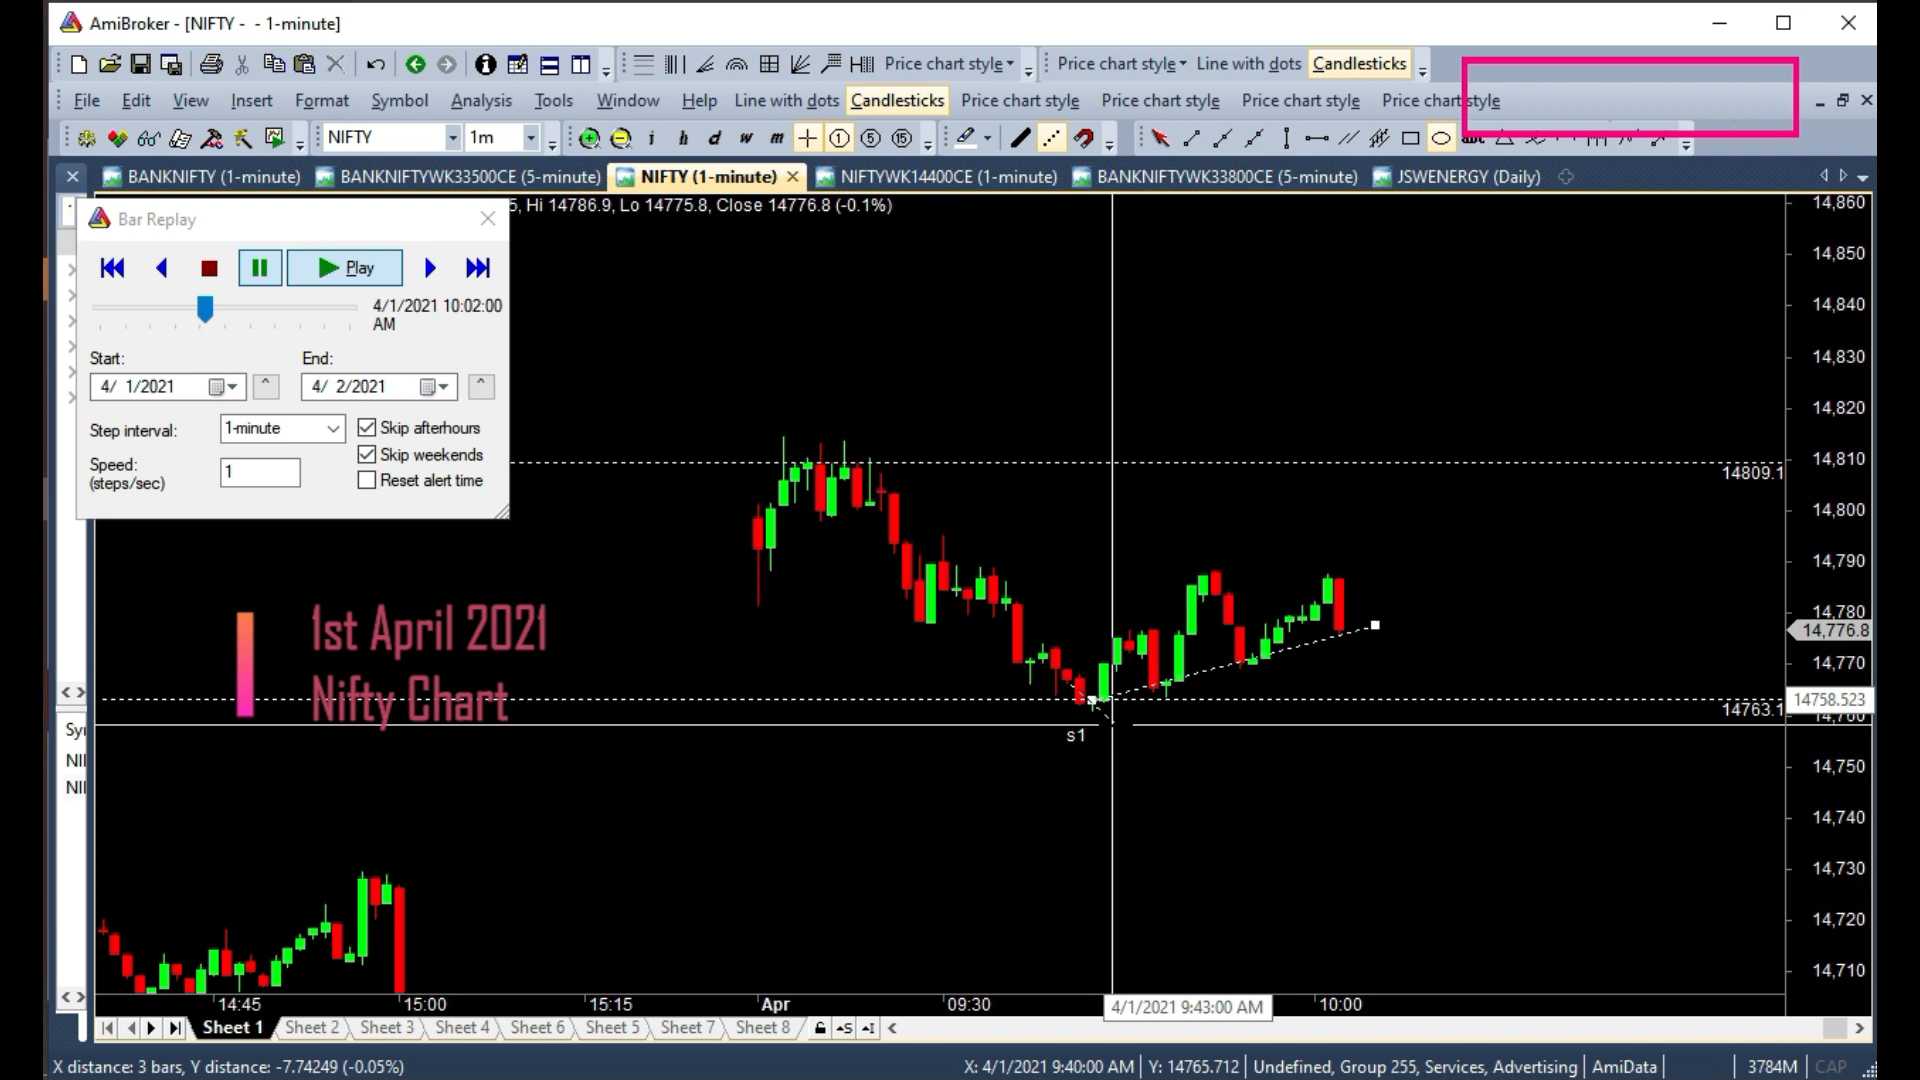 AmiBroker - [NIFTY -  - 1-minute]
Price chart style Price chart style Line with dots Candlesticks
File Edit View Insert Format Symbol Analysis Tools Window Help Line with dots Candlesticks Price chart style Price chart style Price chart style Price chart style
NIFTY 1m i h d w m 1 5 15
BANKNIFTY (1-minute) BANKNIFTYWK33500CE (5-minute) NIFTY (1-minute) NIFTYWK14400CE (1-minute) BANKNIFTYWK33800CE (5-minute) JSWENERGY (Daily)
5, Hi 14786.9, Lo 14775.8, Close 14776.8 (-0.1%)
Bar Replay
Play
4/1/2021 10:02:00
AM
Start: End:
4/ 1/2021 4/ 2/2021
Step interval: 1-minute Skip afterhours
Skip weekends
Speed:
(steps/sec) 1 Reset alert time
14,860
14,850
14,840
14,830
14,820
14,810
14809.1
14,800
14,790
14,780
14,776.8
14,770
14758.523
14763.1
14,760
14,750
14,740
14,730
14,720
14,710
1st April 2021
Nifty Chart
s1
Sy
NI
NI
14:45 15:00 15:15 Apr 09:30 4/1/2021 9:43:00 AM 10:00
Sheet 1 Sheet 2 Sheet 3 Sheet 4 Sheet 6 Sheet 5 Sheet 7 Sheet 8
X distance: 3 bars, Y distance: -7.74249 (-0.05%) X: 4/1/2021 9:40:00 AM Y: 14765.712 Undefined, Group 255, Services, Advertising AmiData 3784M CAP